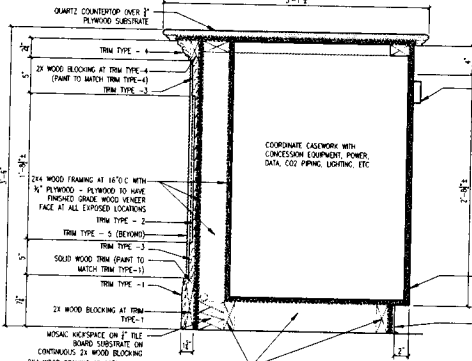 QUARTZ COUNTERTOP OVER ¾"
PLYWOOD SUBSTRATE
TRIM TYPE - 4
2X WOOD BLOCKING AT TRIM TYPE-4
(PAINT TO MATCH TRIM TYPE-4)
TRIM TYPE -3
5"
4"
3'-6"
1'-8½" ±
COORDINATE CASEWORK WITH
CONCESSION EQUIPMENT, POWER,
DATA, CO2 PIPING, LIGHTING, ETC
2X4 WOOD FRAMING AT 16"O.C WITH
¾" PLYWOOD - PLYWOOD TO HAVE
FINISHED GRADE WOOD VENEER
FACE AT ALL EXPOSED LOCATIONS
TRIM TYPE - 2
TRIM TYPE - 5 (BEYOND)
TRIM TYPE - 3
SOLID WOOD TRIM (PAINT TO
MATCH TRIM TYPE-1)
TRIM TYPE - 1
5"
2X WOOD BLOCKING AT TRIM
TYPE-1
MOSAIC KICKSPACE ON ½" TILE
BOARD SUBSTRATE ON
CONTINUOUS 2X WOOD BLOCKING
2"